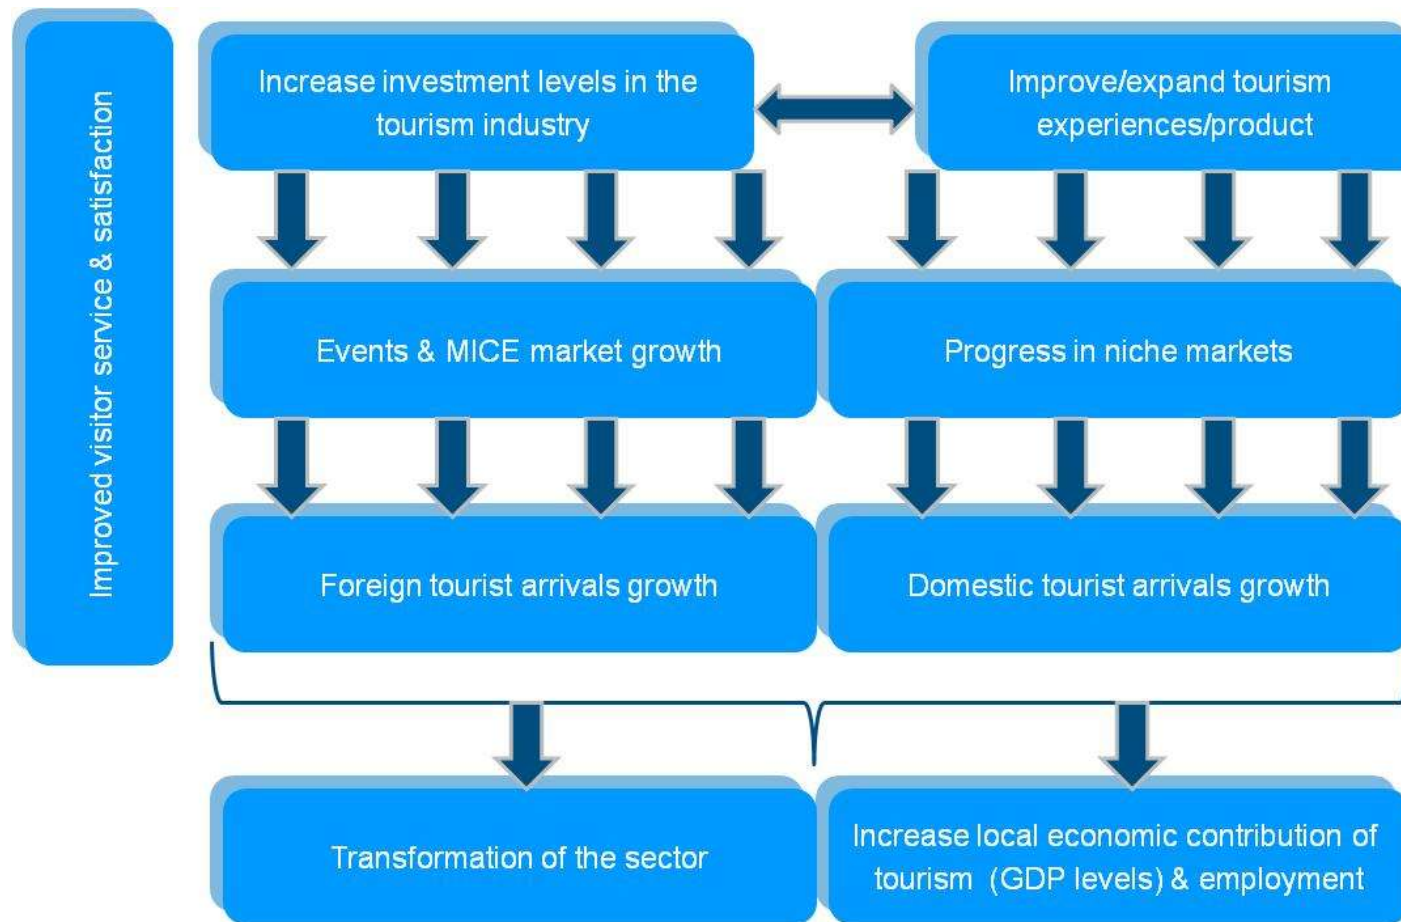 Improved visitor service & satisfaction
Increase investment levels in the
tourism industry
Improve/expand tourism
experiences/product
Events & MICE market growth
Progress in niche markets
Foreign tourist arrivals growth
Domestic tourist arrivals growth
Transformation of the sector
Increase local economic contribution of
tourism  (GDP levels) & employment